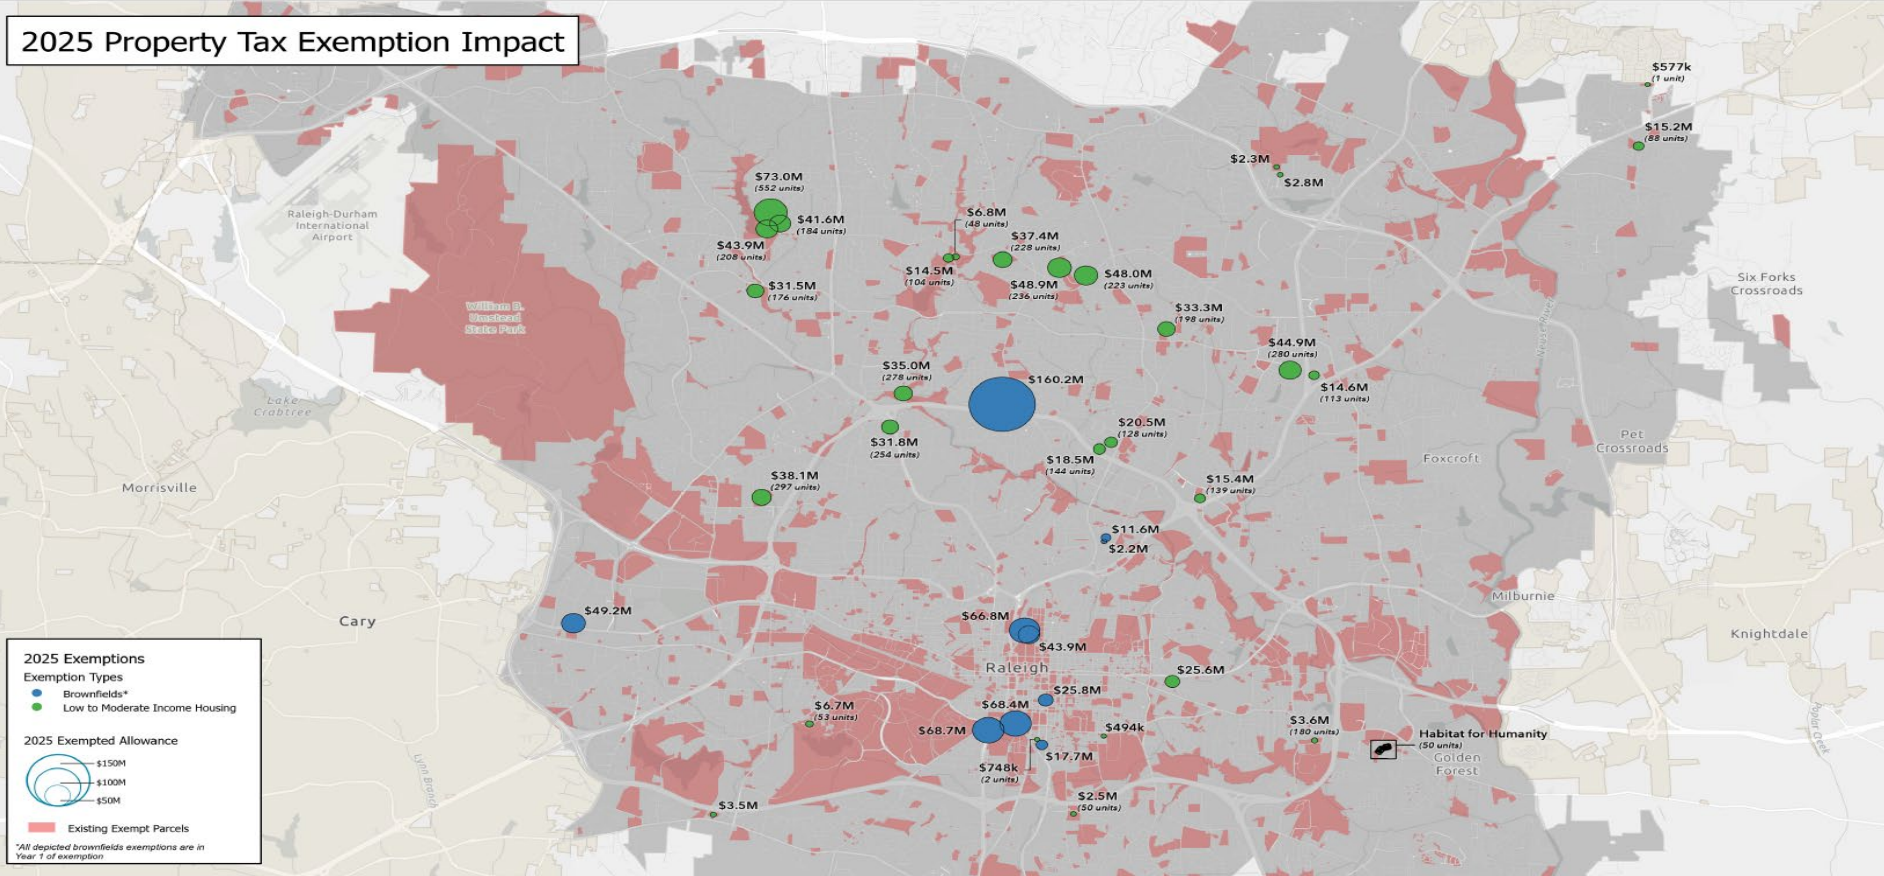 2025 Property Tax Exemption Impact
$577k
(1 unit)
$15.2M
(88 units)
$2.3M
$2.8M
$73.0M
(552 units)
$41.6M
(184 units)
$43.9M
(208 units)
$31.5M
(176 units)
$6.8M
(48 units)
$14.5M
(104 units)
$37.4M
(228 units)
$48.9M
(236 units)
$48.0M
(223 units)
$33.3M
(198 units)
$44.9M
(280 units)
$14.6M
(113 units)
$35.0M
(278 units)
$160.2M
$31.8M
(254 units)
$20.5M
(128 units)
$18.5M
(144 units)
$38.1M
(297 units)
$15.4M
(139 units)
$11.6M
$2.2M
$49.2M
$66.8M
$43.9M
$25.6M
$25.8M
$68.4M
$68.7M
$6.7M
(53 units)
$494k
$17.7M
$748k
(2 units)
$3.6M
(180 units)
Habitat for Humanity
(50 units)
$3.5M
$2.5M
(50 units)
Raleigh-Durham
International
Airport
William B.
Umstead
State Park
Lake
Crabtree
Morrisville
Cary
Raleigh
Six Forks
Crossroads
Neuse River
Pet
Crossroads
Foxcroft
Milburnie
Knightdale
Golden
Forest
Poplar Creek
Lynn Branch
2025 Exemptions
Exemption Types
Brownfields*
Low to Moderate Income Housing
2025 Exempted Allowance
$150M
$100M
$50M
Existing Exempt Parcels
*All depicted brownfields exemptions are in
Year 1 of exemption